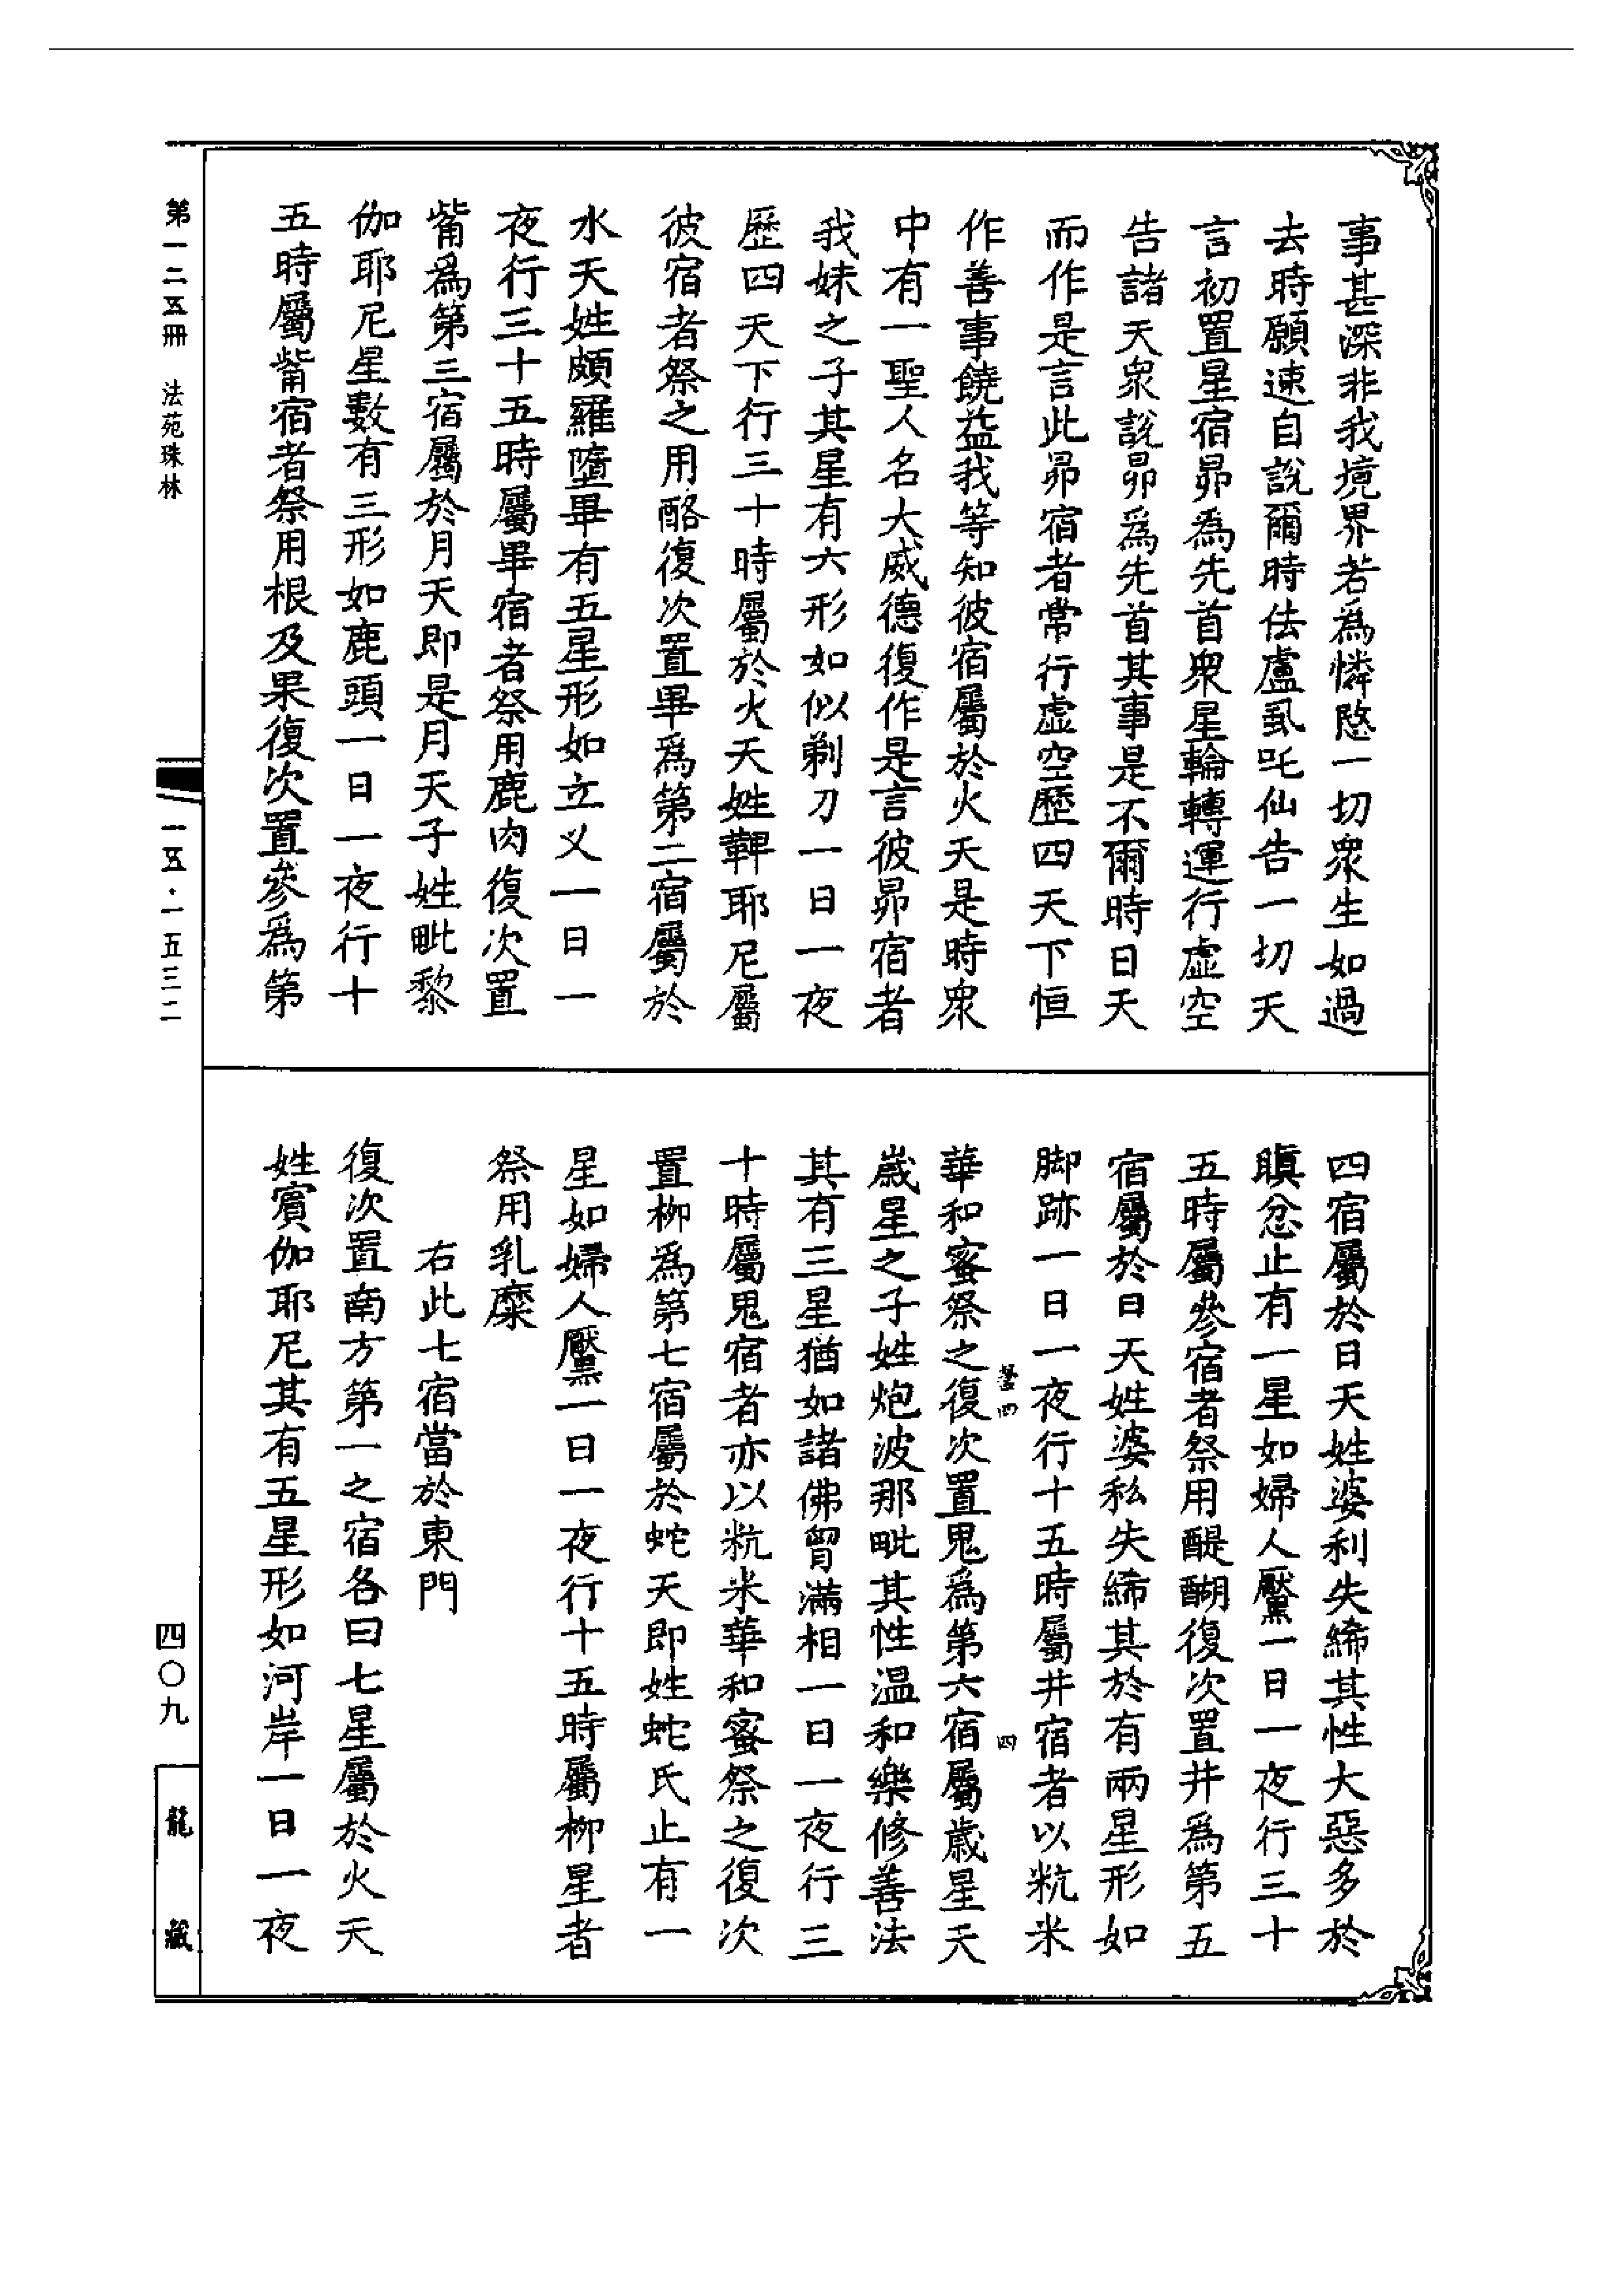 事甚深非我境界若爲憐愍一切衆生如過
去時願速自說爾時佉盧虱吒仙告一切天
言初置星宿昴爲先首衆星輪轉運行虛空
告諸天衆說昴爲先首其事是不爾時日天
而作是言此昴宿者常行虛空歷四天下恒
作善事饒益我等知彼宿屬於火天是時衆
中有一聖人名大威德復作是言彼昴宿者
我妹之子其星有六形如似剃刀一日一夜
歷四天下行三十時屬於火天姓鞞耶尼屬
彼宿者祭之用酪復次置畢爲第二宿屬於
水天姓頗羅墮畢有五星形如立乂一日一
夜行三十五時屬畢宿者祭用鹿肉復次置
觜爲第三宿屬於月天即是月天子姓毗黎
伽耶尼星數有三形如鹿頭一日一夜行十
五時屬觜宿者祭用根及果復次置參爲第
四宿屬於日天姓婆利失絺其性大惡多於
瞋忿止有一星如婦人黶一日一夜行三十
五時屬參宿者祭用醍醐復次置井爲第五
宿屬於日天姓婆私失絺其於有兩星形如
脚跡一日一夜行十五時屬井宿者以粇米
華和蜜祭之復次置鬼爲第六宿屬歲星天
歲星之子姓炮波那毗其性温和樂修善法
其有三星猶如諸佛胷滿相一日一夜行三
十時屬鬼宿者亦以粇米華和蜜祭之復次
置柳爲第七宿屬於蛇天即姓蛇氏止有一
星如婦人黶一日一夜行十五時屬柳星者
祭用乳糜
右此七宿當於東門
復次置南方第一之宿各曰七星屬於火天
姓賓伽耶尼其有五星形如河岸一日一夜
第一二五冊 法苑珠林
一五·一五三二
四〇九
龍藏